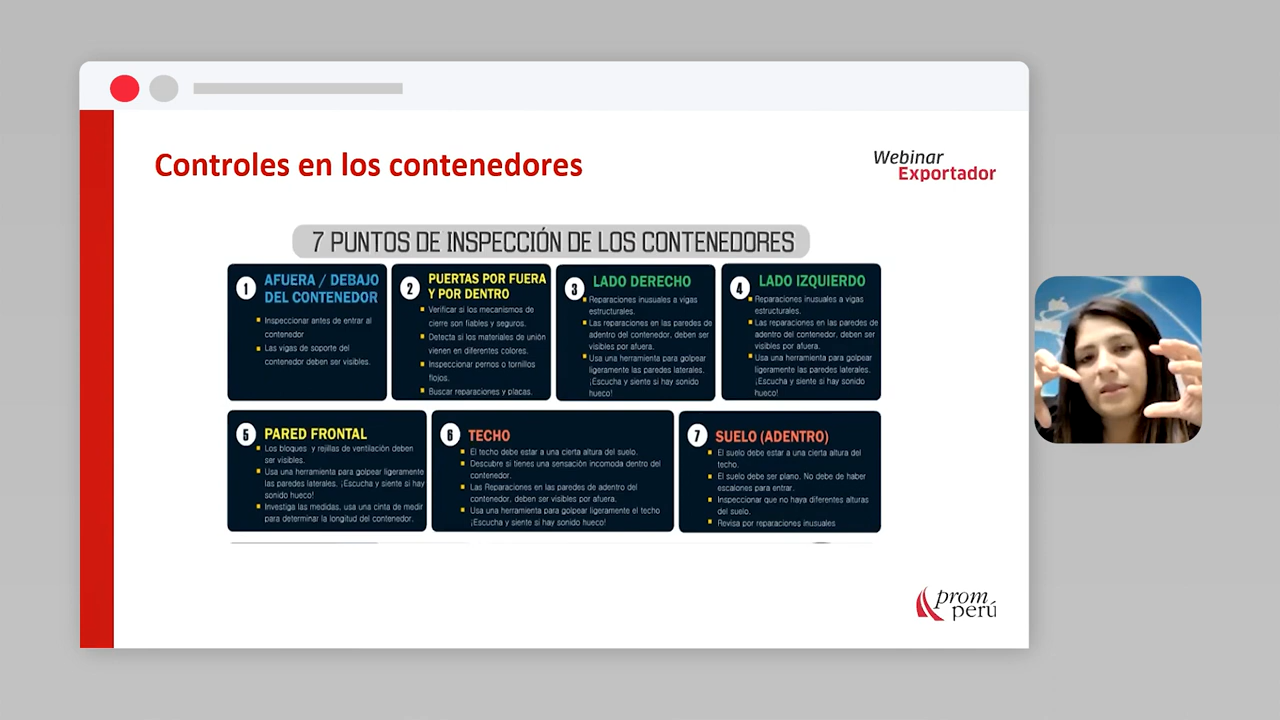 Controles en los contenedores
Webinar
Exportador
7 PUNTOS DE INSPECCIÓN DE LOS CONTENEDORES
1
AFUERA / DEBAJO
DEL CONTENEDOR
Inspeccionar antes de entrar al
contenedor
Las vigas de soporte del
contenedor deben ser visibles.
2
PUERTAS POR FUERA
Y POR DENTRO
Verificar si los mecanismos de
cierre son fiables y seguros.
Detecta si los materiales de unión
vienen en diferentes colores.
Inspeccionar pernos o tornillos
flojos.
Buscar reparaciones y placas.
3
LADO DERECHO
Reparaciones inusuales a vigas
estructurales.
Las reparaciones en las paredes de
adentro del contenedor, deben ser
visibles por afuera.
Usa una herramienta para golpear
ligeramente las paredes laterales.
¡Escucha y siente si hay sonido
hueco!
4
LADO IZQUIERDO
Reparaciones inusuales a vigas
estructurales.
Las reparaciones en las paredes de
adentro del contenedor, deben ser
visibles por afuera.
Usa una herramienta para golpear
ligeramente las paredes laterales.
¡Escucha y siente si hay sonido
hueco!
5
PARED FRONTAL
Los bloques y rejillas de ventilación deben
ser visibles.
Usa una herramienta para golpear ligeramente
las paredes laterales. ¡Escucha y siente si hay
sonido hueco!
Investiga las medidas, usa una cinta de medir
para determinar la longitud del contenedor.
6
TECHO
El techo debe estar a una cierta altura del suelo.
Descubre si tienes una sensación incomoda dentro del
contenedor.
Las Reparaciones en las paredes de adentro del
contenedor, deben ser visibles por afuera.
Usa una herramienta para golpear ligeramente el techo
¡Escucha y siente si hay sonido hueco!
7
SUELO (ADENTRO)
El suelo debe estar a una cierta altura del
techo.
El suelo debe ser plano. No debe de haber
escalones para entrar.
Inspeccionar que no haya diferentes alturas
del suelo.
Revisa por reparaciones inusuales
prom
perú